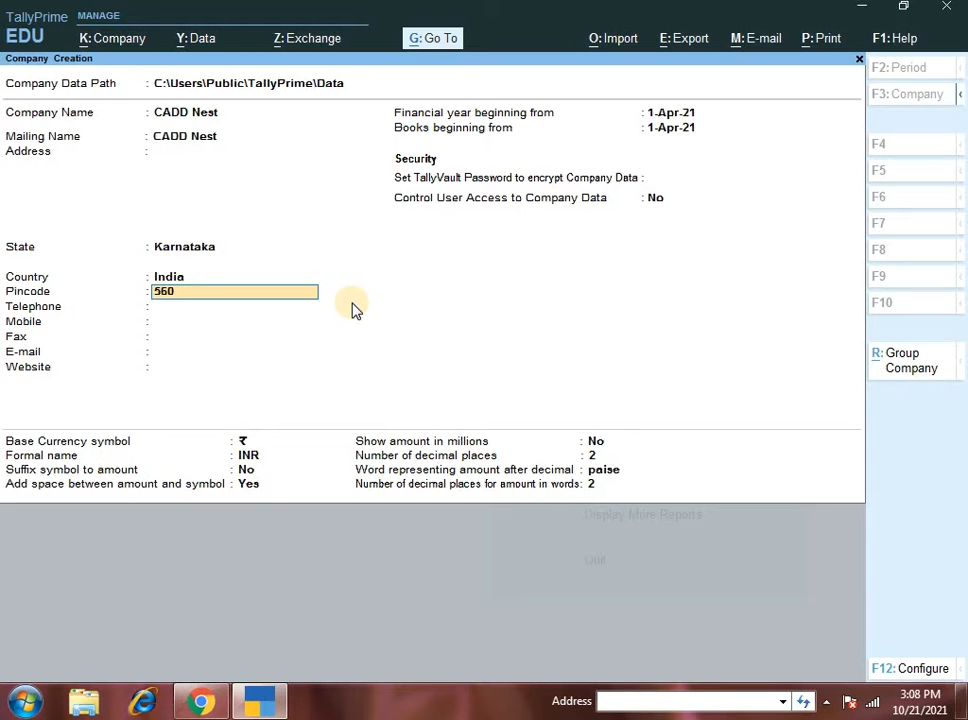 TallyPrime MANAGE
EDU
K: Company Y: Data Z: Exchange G: Go To O: Import E: Export M: E-mail P: Print F1: Help
Company Creation
F2: Period
Company Data Path : C:\Users\Public\TallyPrime\Data
F3: Company
Company Name : CADD Nest Financial year beginning from : 1-Apr-21
Books beginning from : 1-Apr-21
Mailing Name : CADD Nest
Address :
F4
Security
F5
Set TallyVault Password to encrypt Company Data :
Control User Access to Company Data : No
F6
F7
State : Karnataka
F8
Country : India
F9
Pincode : 560
Telephone :
F10
Mobile :
Fax :
E-mail :
R: Group
Company
Website :
Base Currency symbol : ₹ Show amount in millions : No
Formal name : INR Number of decimal places : 2
Suffix symbol to amount : No Word representing amount after decimal : paise
Add space between amount and symbol : Yes Number of decimal places for amount in words : 2
Display More Reports
Quit
F12: Configure
Address
3:08 PM
10/21/2021